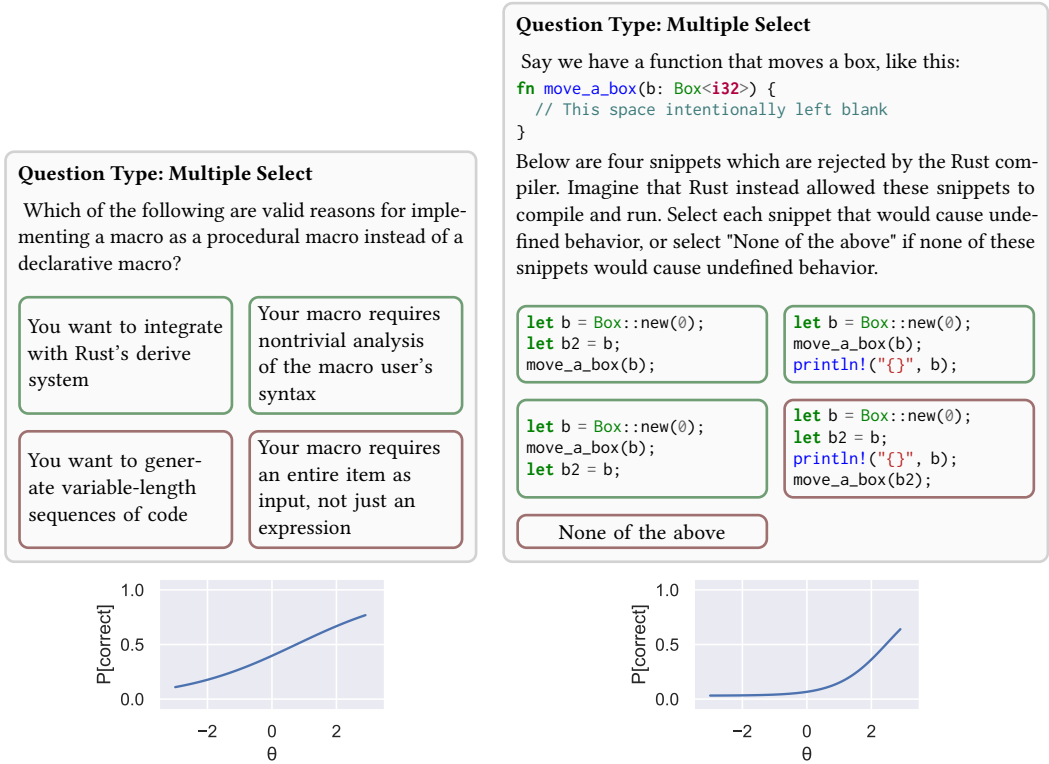 Question Type: Multiple Select
Which of the following are valid reasons for imple-
menting a macro as a procedural macro instead of a
declarative macro?
You want to integrate
with Rust's derive
system
Your macro requires
nontrivial analysis
of the macro user's
syntax
You want to gener-
ate variable-length
sequences of code
Your macro requires
an entire item as
input, not just an
expression
P[correct]
1.0
0.5
0.0
−2
0
2
θ
Question Type: Multiple Select
Say we have a function that moves a box, like this:
fn move_a_box(b: Box<i32>) {
  // This space intentionally left blank
}
Below are four snippets which are rejected by the Rust com-
piler. Imagine that Rust instead allowed these snippets to
compile and run. Select each snippet that would cause unde-
fined behavior, or select "None of the above" if none of these
snippets would cause undefined behavior.
let b = Box::new(0);
let b2 = b;
move_a_box(b);
let b = Box::new(0);
move_a_box(b);
println!("{}", b);
let b = Box::new(0);
move_a_box(b);
let b2 = b;
let b = Box::new(0);
let b2 = b;
println!("{}", b);
move_a_box(b2);
None of the above
P[correct]
1.0
0.5
0.0
−2
0
2
θ